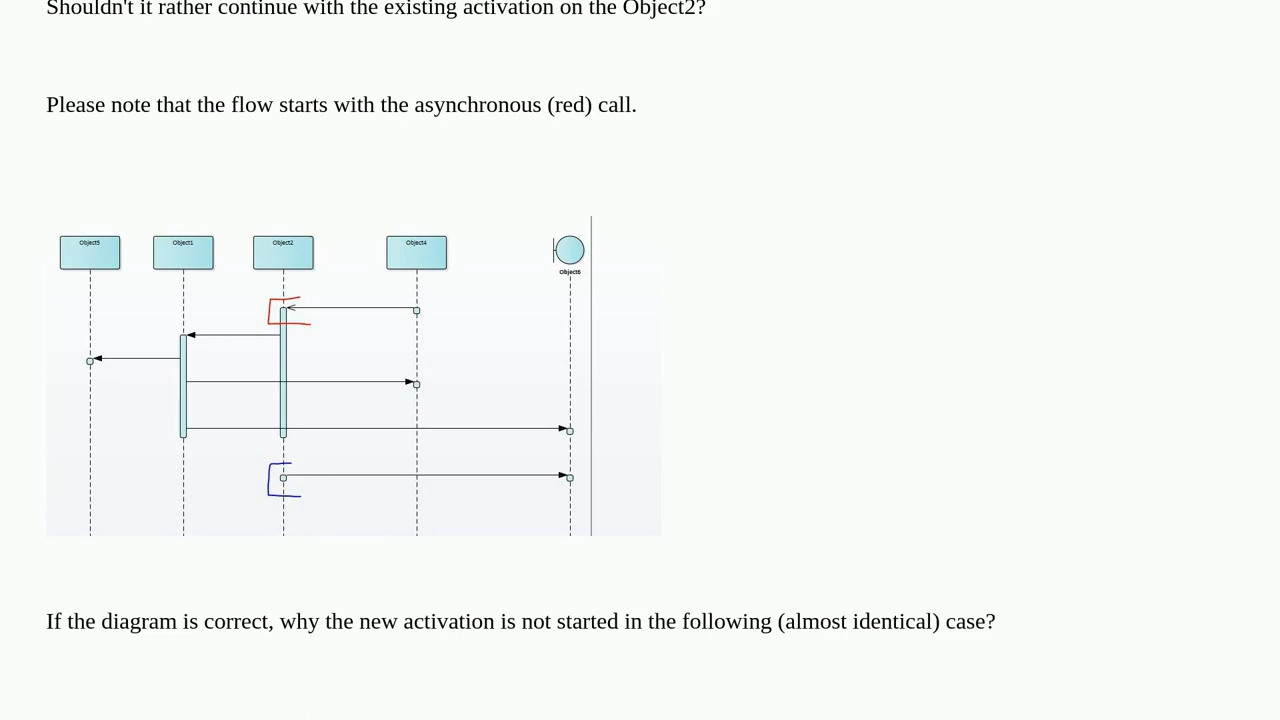 Shouldn't it rather continue with the existing activation on the Object2?
Please note that the flow starts with the asynchronous (red) call.
Object5
Object1
Object2
Object4
Object6
If the diagram is correct, why the new activation is not started in the following (almost identical) case?